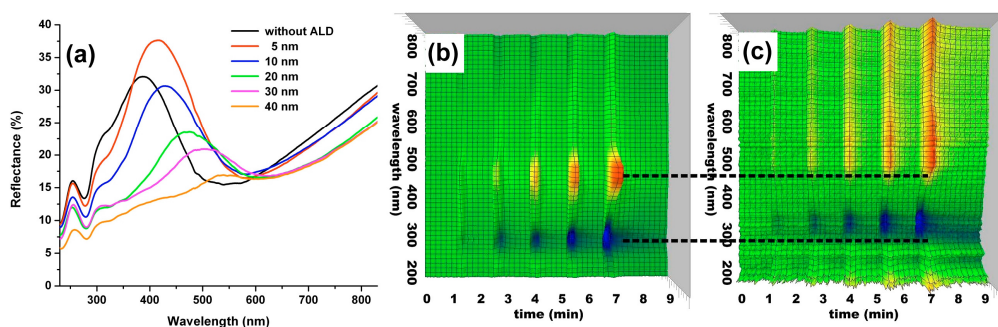 (a)
without ALD
5 nm
10 nm
20 nm
30 nm
40 nm
Reflectance (%)
40
35
30
25
20
15
10
5
0
300 400 500 600 700 800
Wavelength (nm)
(b)
wavelength (nm)
800
700
600
500
400
300
200
0 1 2 3 4 5 6 7 8 9
time (min)
(c)
wavelength (nm)
800
700
600
500
400
300
200
0 1 2 3 4 5 6 7 8 9
time (min)